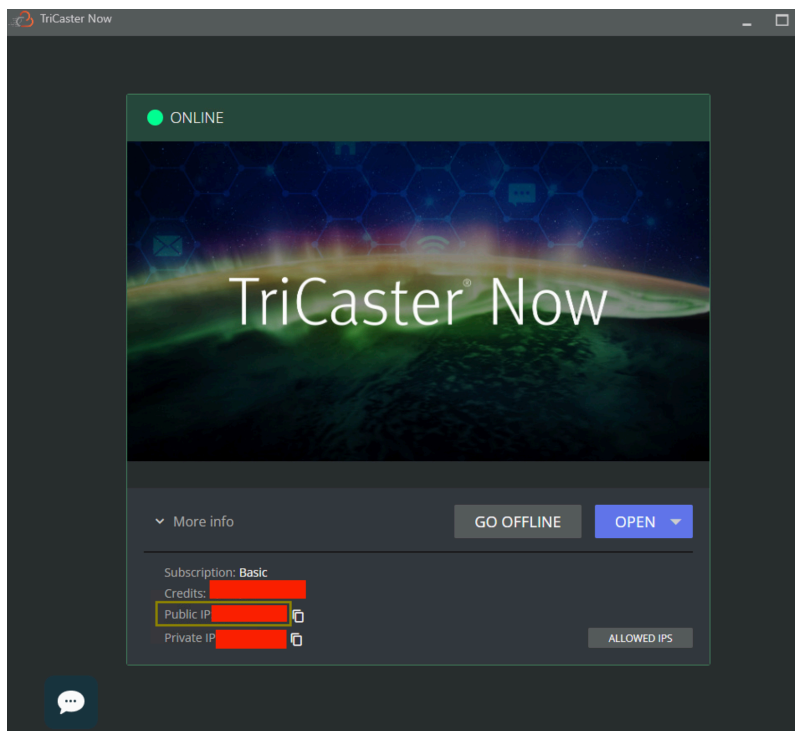 TriCaster Now
ONLINE
TriCaster® Now
More info
GO OFFLINE
OPEN
Subscription: Basic
Credits:
Public IP
Private IP
ALLOWED IPS